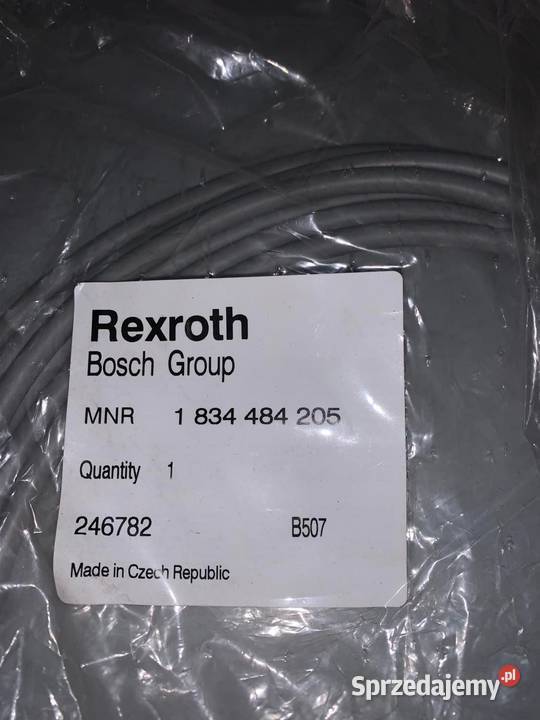 Rexroth
Bosch Group
MNR 1 834 484 205
Quantity 1
246782 B507
Made in Czech Republic
Sprzedajemy.pl